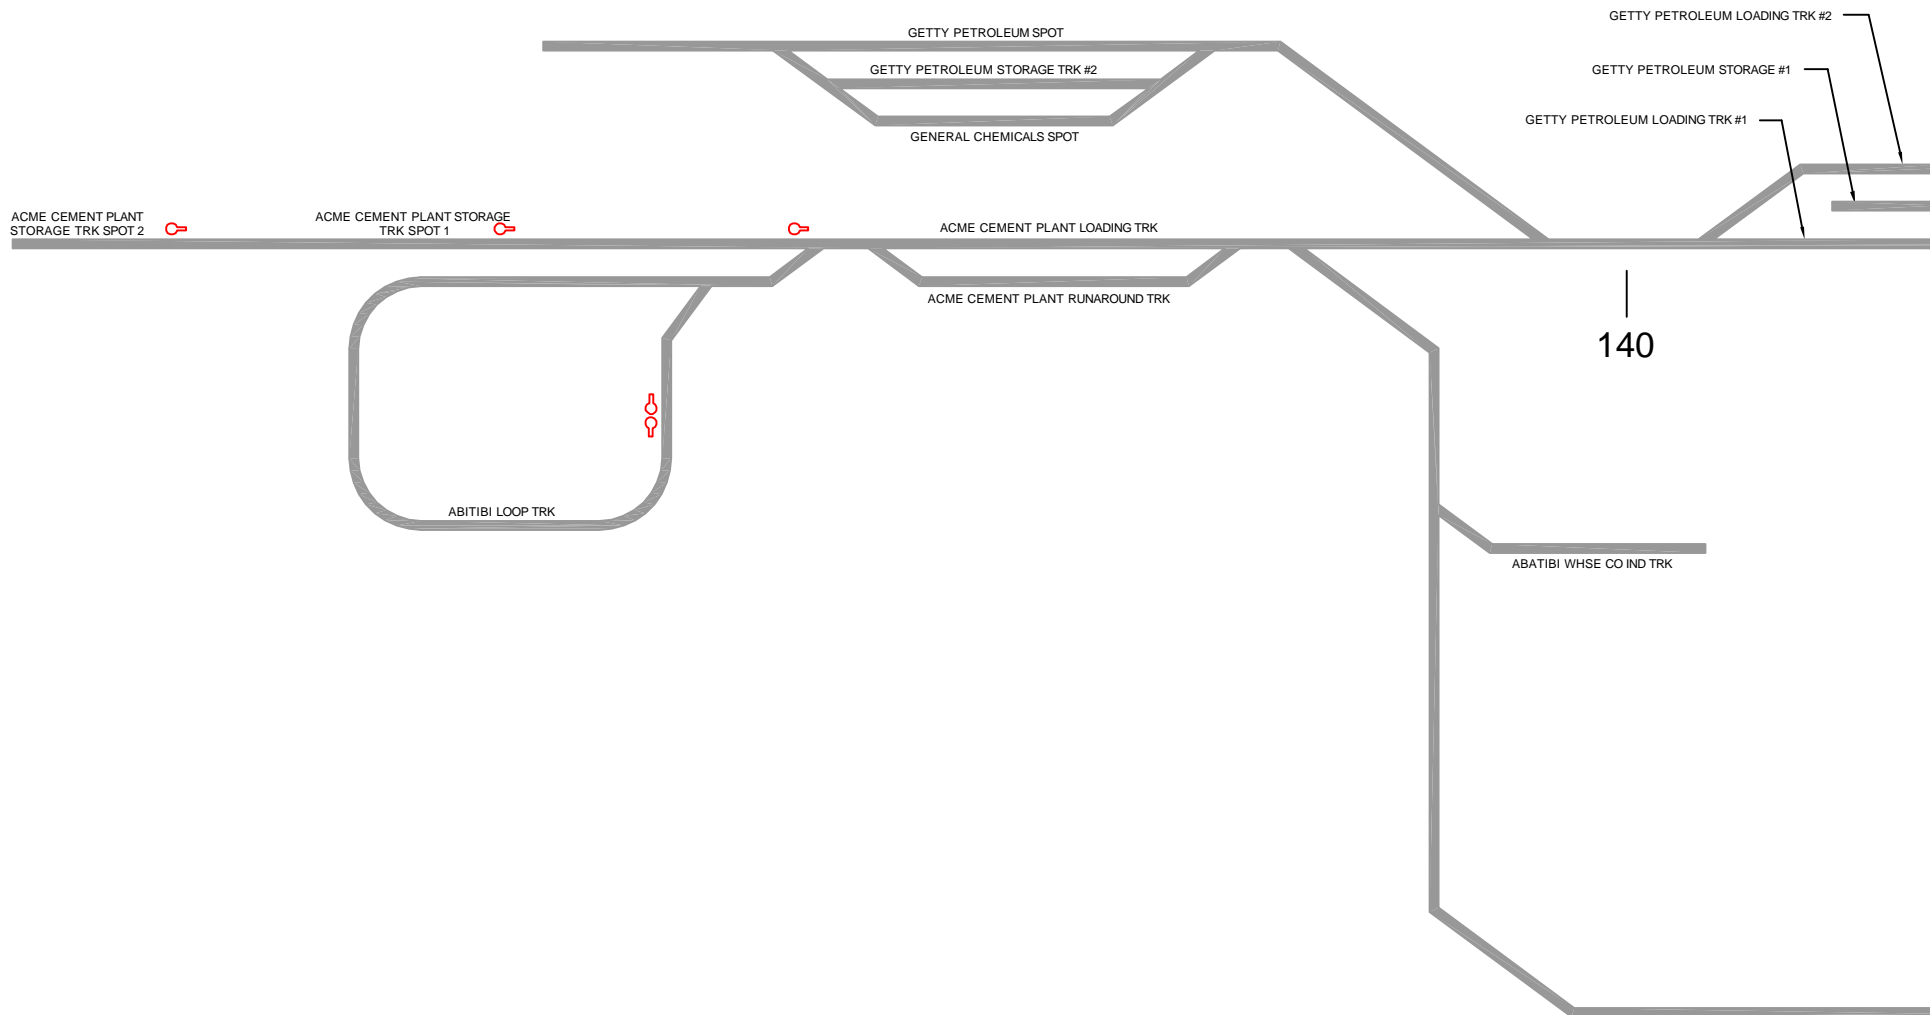 GETTY PETROLEUM LOADING TRK #2
GETTY PETROLEUM SPOT
GETTY PETROLEUM STORAGE TRK #2
GETTY PETROLEUM STORAGE #1
GETTY PETROLEUM LOADING TRK #1
GENERAL CHEMICALS SPOT
ACME CEMENT PLANT
STORAGE TRK SPOT 2
ACME CEMENT PLANT STORAGE
TRK SPOT 1
ACME CEMENT PLANT LOADING TRK
ACME CEMENT PLANT RUNAROUND TRK
140
ABITIBI LOOP TRK
ABATIBI WHSE CO IND TRK